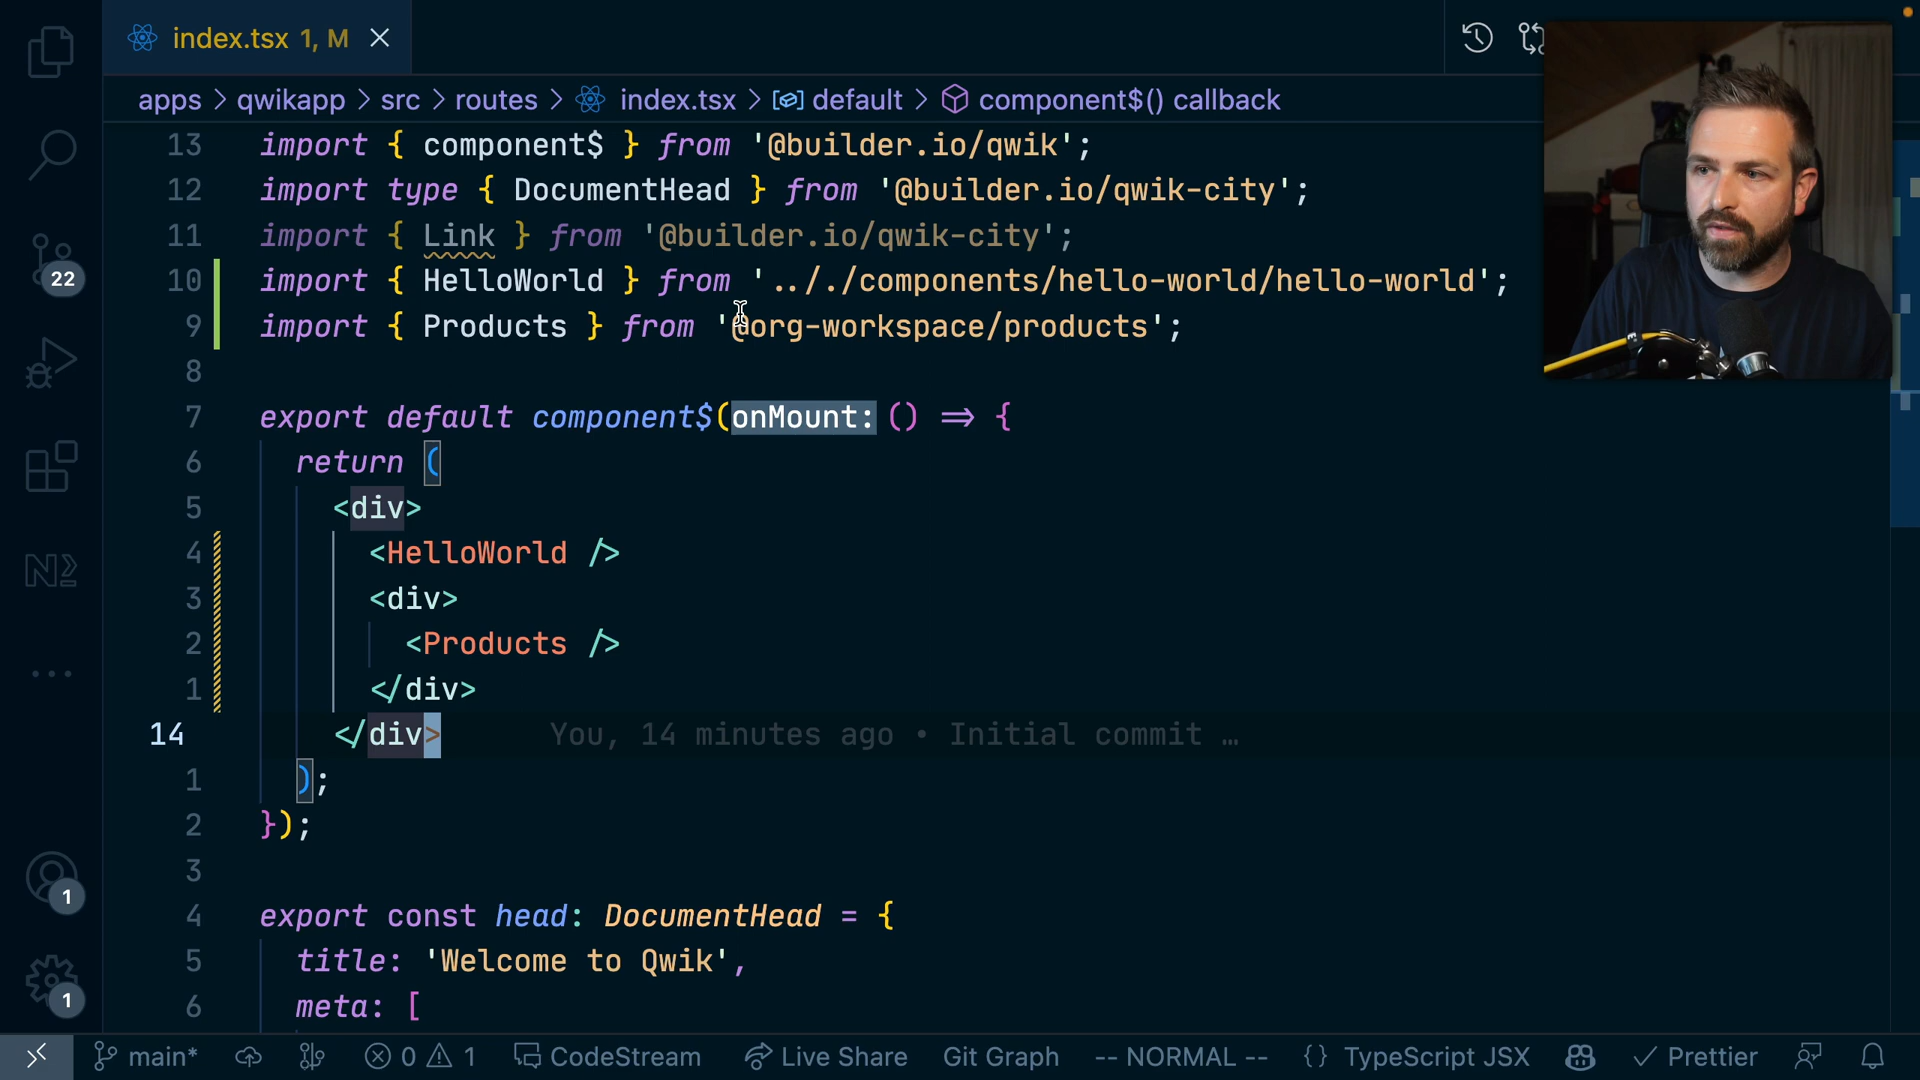 index.tsx 1, M
apps > qwikapp > src > routes > index.tsx > default > component$() callback
13 import { component$ } from '@builder.io/qwik';
12 import type { DocumentHead } from '@builder.io/qwik-city';
11 import { Link } from '@builder.io/qwik-city';
10 import { HelloWorld } from '.././components/hello-world/hello-world';
9 import { Products } from '@org-workspace/products';
8
7 export default component$(onMount: () => {
6 return (
5 <div>
4 <HelloWorld />
3 <div>
2 <Products />
1 </div>
14 </div> You, 14 minutes ago • Initial commit …
1 );
2 });
3
4 export const head: DocumentHead = {
5 title: 'Welcome to Qwik',
6 meta: [
22
1
1
main* 0 1 CodeStream Live Share Git Graph -- NORMAL -- {} TypeScript JSX Prettier